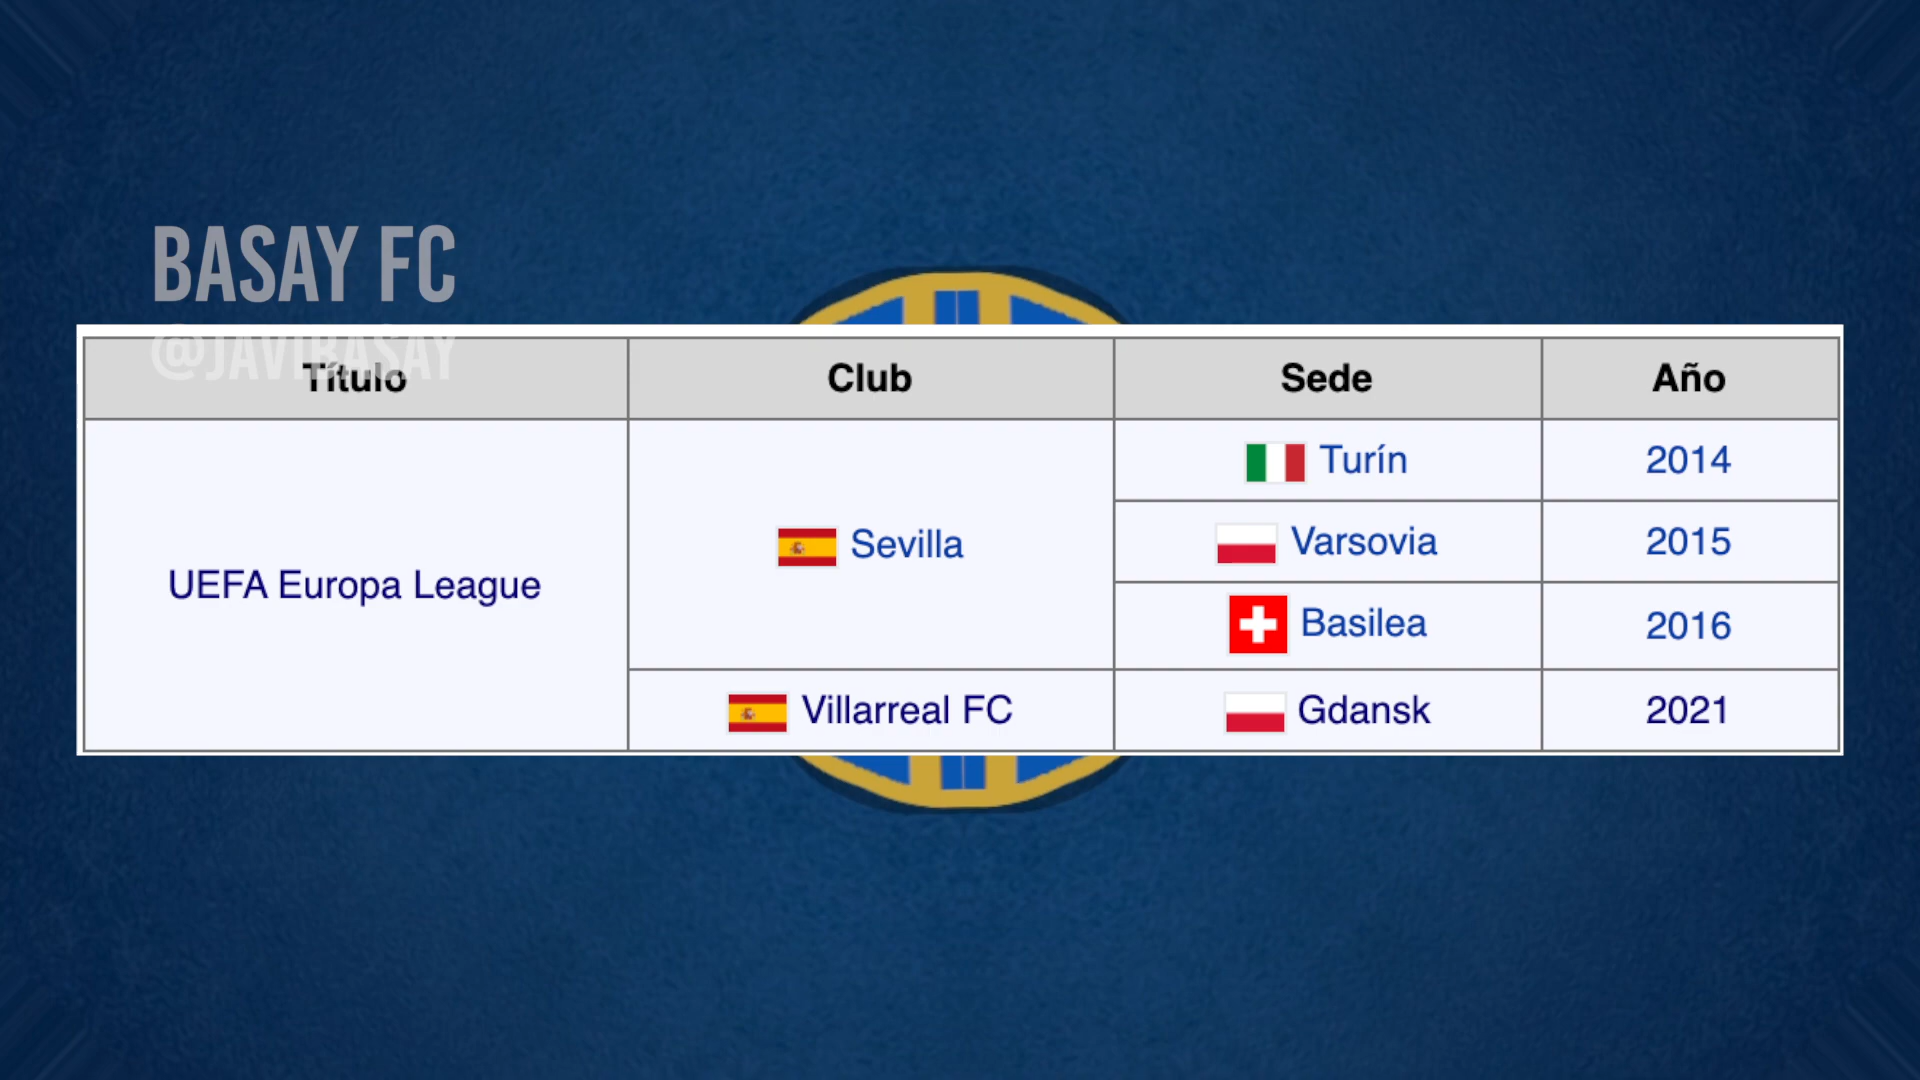 BASAY FC
@JAVIBASAY
Título Club Sede Año
UEFA Europa League Sevilla Turín 2014
Varsovia 2015
Basilea 2016
Villarreal FC Gdansk 2021